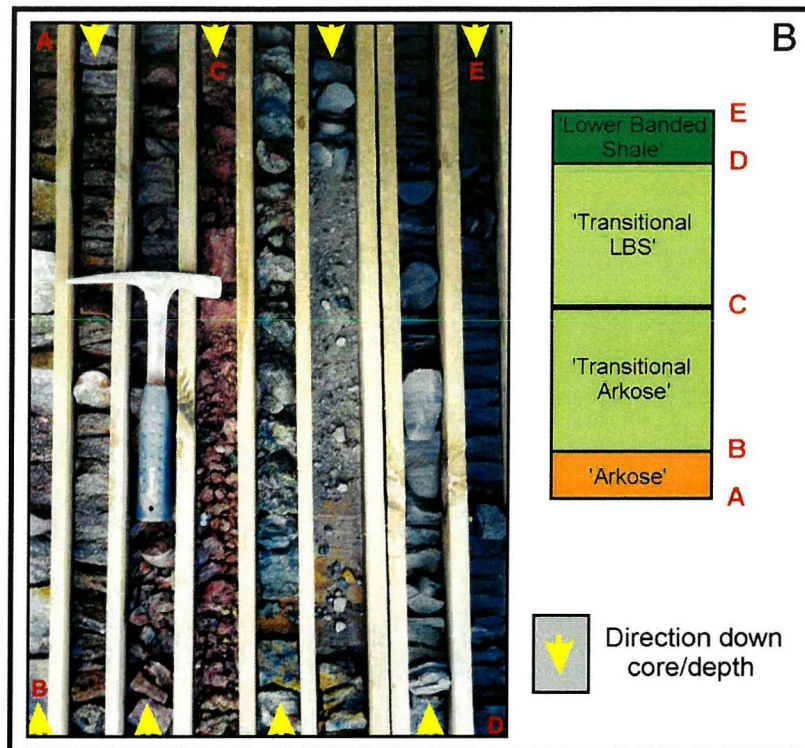 A
C
E
B
D
B
E
'Lower Banded
Shale'
D
'Transitional
LBS'
C
'Transitional
Arkose'
B
'Arkose'
A
Direction down
core/depth